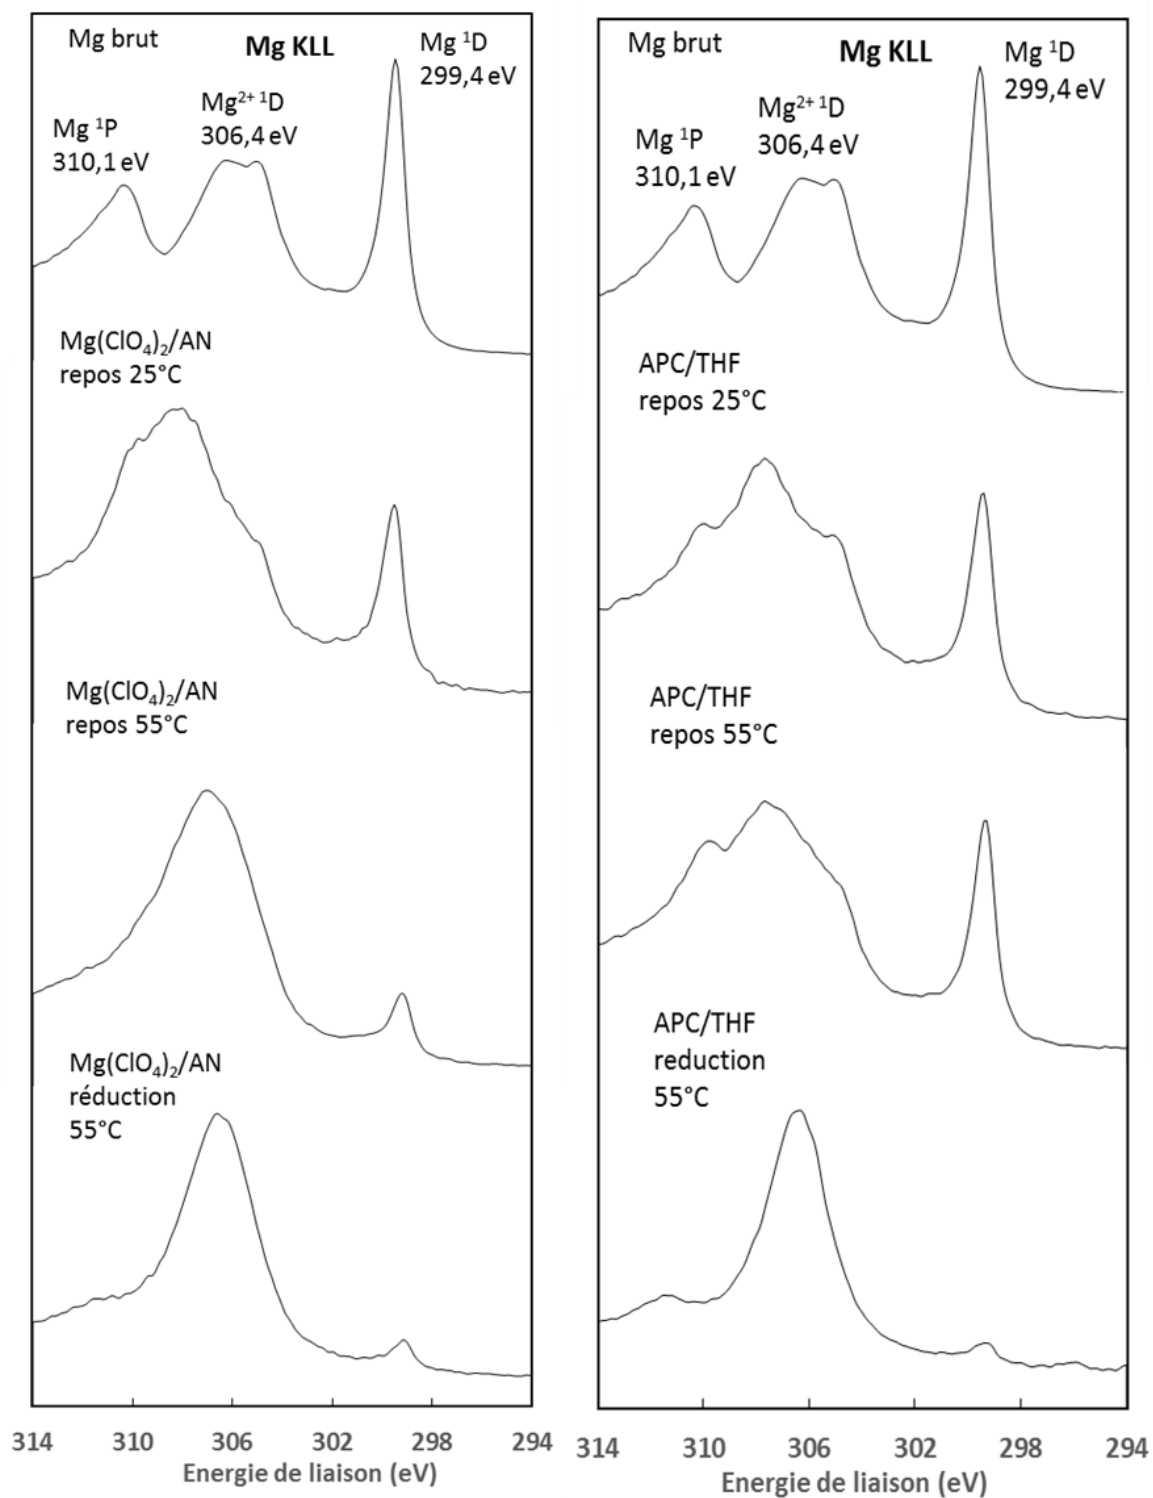 Mg brut
Mg KLL
Mg ¹D
299,4 eV
Mg²⁺ ¹D
306,4 eV
Mg ¹P
310,1 eV
Mg(ClO₄)₂/AN
repos 25°C
Mg(ClO₄)₂/AN
repos 55°C
Mg(ClO₄)₂/AN
réduction
55°C
314 310 306 302 298 294
Energie de liaison (eV)
Mg brut
Mg KLL
Mg ¹D
299,4 eV
Mg²⁺ ¹D
306,4 eV
Mg ¹P
310,1 eV
APC/THF
repos 25°C
APC/THF
repos 55°C
APC/THF
reduction
55°C
314 310 306 302 298 294
Energie de liaison (eV)